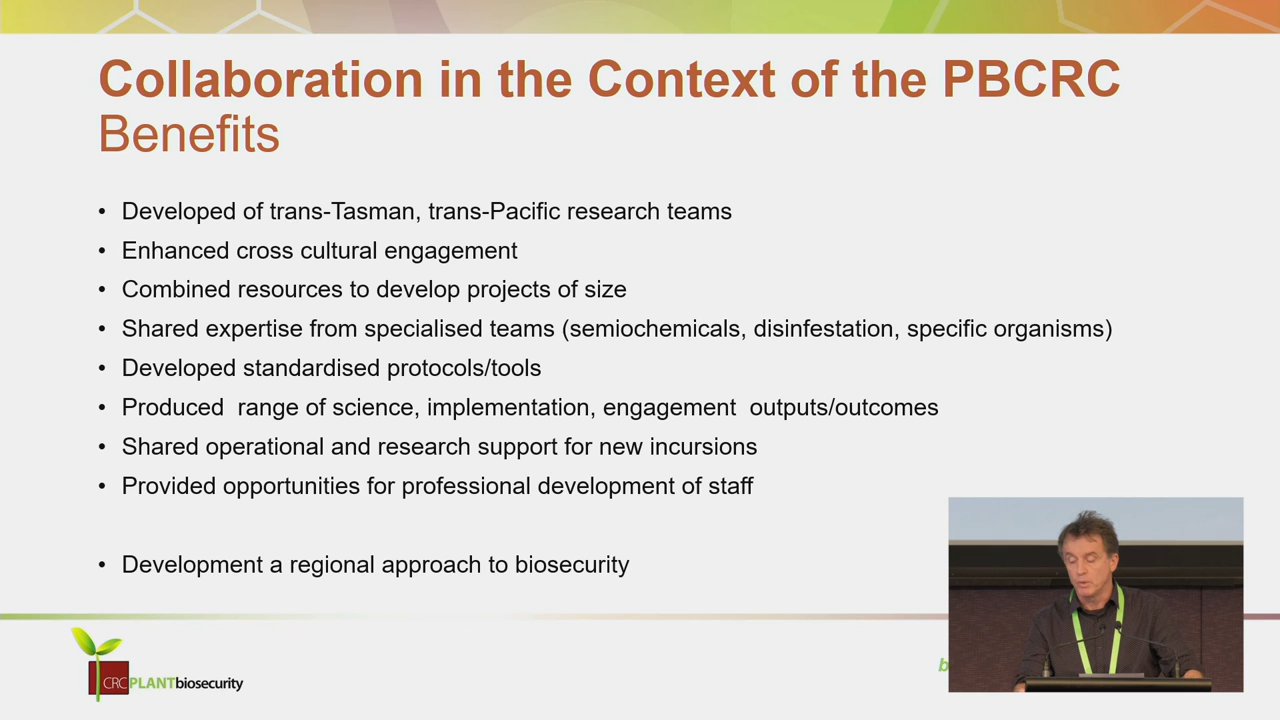 Collaboration in the Context of the PBCRC
Benefits
• Developed of trans-Tasman, trans-Pacific research teams
• Enhanced cross cultural engagement
• Combined resources to develop projects of size
• Shared expertise from specialised teams (semiochemicals, disinfestation, specific organisms)
• Developed standardised protocols/tools
• Produced  range of science, implementation, engagement  outputs/outcomes
• Shared operational and research support for new incursions
• Provided opportunities for professional development of staff
• Development a regional approach to biosecurity
CRCPLANTbiosecurity